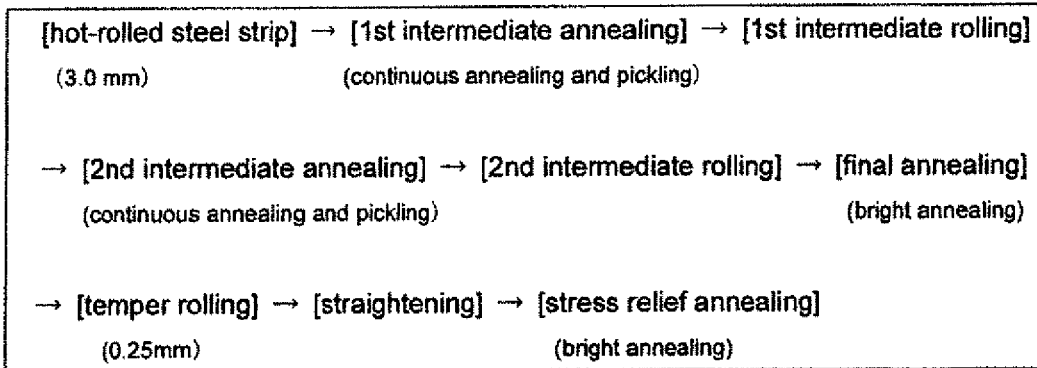 [hot-rolled steel strip] → [1st intermediate annealing] → [1st intermediate rolling]
(3.0 mm) (continuous annealing and pickling)
→ [2nd intermediate annealing] → [2nd intermediate rolling] → [final annealing]
(continuous annealing and pickling) (bright annealing)
→ [temper rolling] → [straightening] → [stress relief annealing]
(0.25mm) (bright annealing)